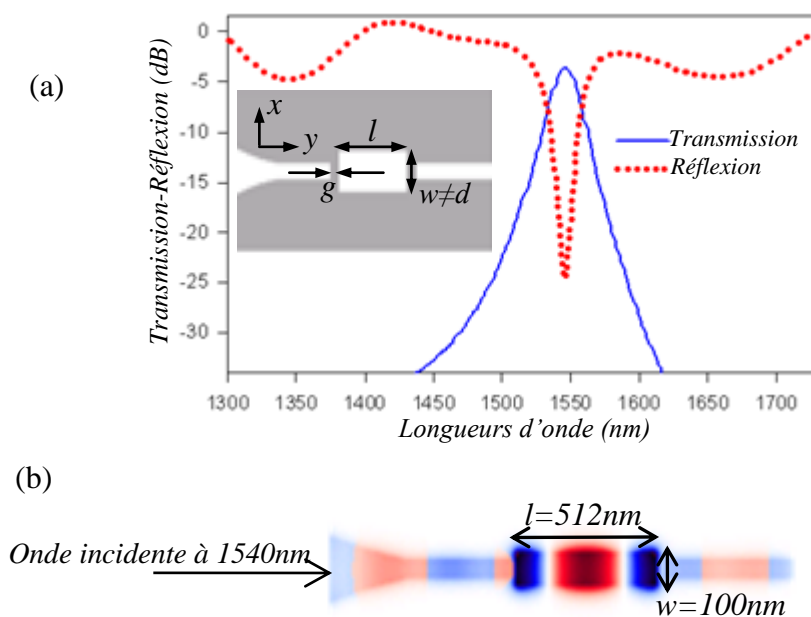 (a)
Transmission-Réflexion (dB)
0
-5
-10
-15
-20
-25
-30
x
y
l
g
w≠d
Transmission
Réflexion
1300 1350 1400 1450 1500 1550 1600 1650 1700
Longueurs d'onde (nm)
(b)
l=512nm
Onde incidente à 1540nm
w=100nm